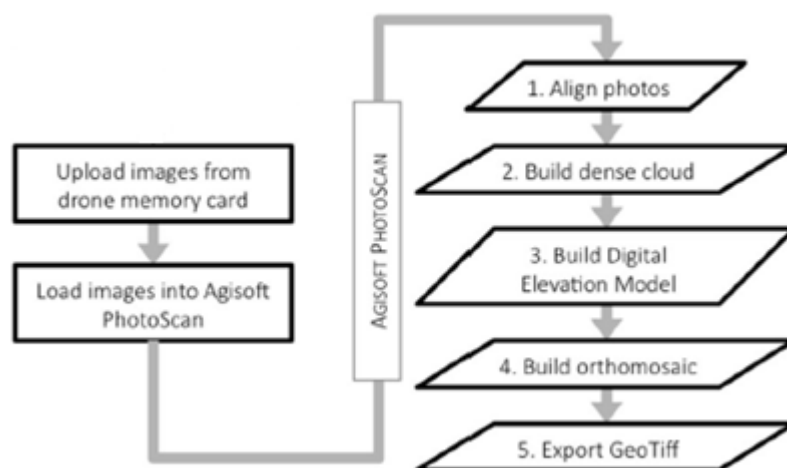 Upload images from
drone memory card
Load images into Agisoft
PhotoScan
AGISOFT PHOTOSCAN
1. Align photos
2. Build dense cloud
3. Build Digital
Elevation Model
4. Build orthomosaic
5. Export GeoTiff